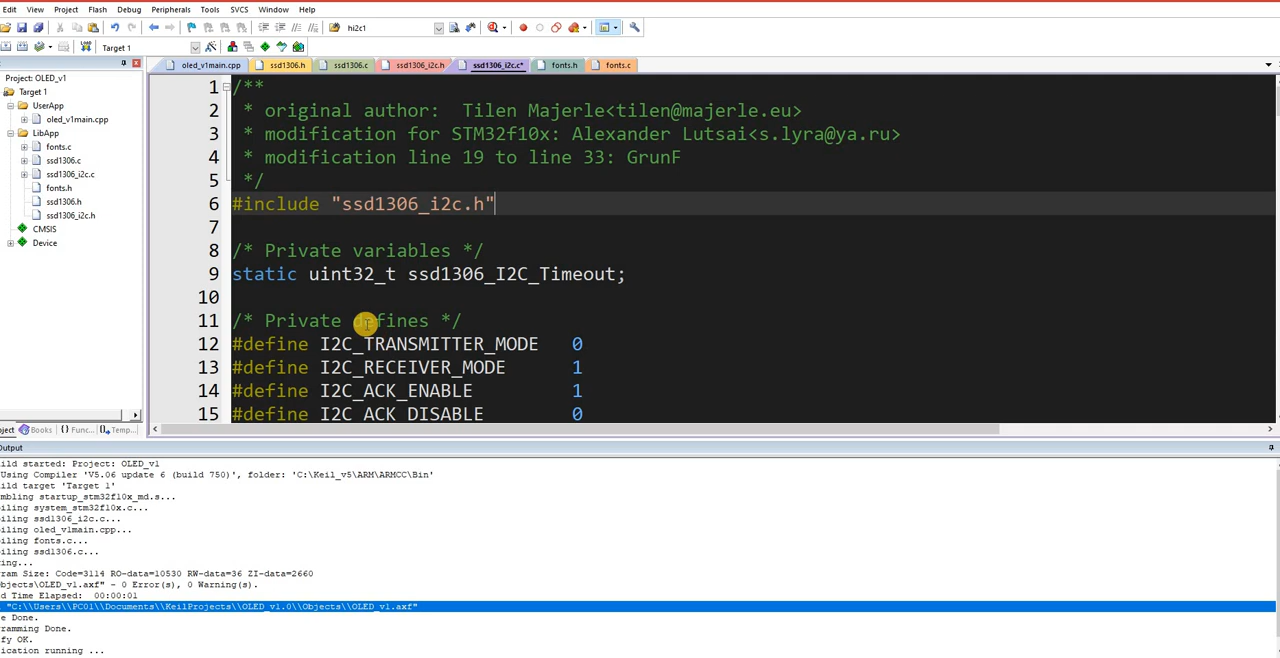 Edit View Project Flash Debug Peripherals Tools SVCS Window Help
hi2c1
Target 1
Project: OLED_v1
Target 1
UserApp
oled_v1main.cpp
LibApp
fonts.c
ssd1306.c
ssd1306_i2c.c
fonts.h
ssd1306.h
ssd1306_i2c.h
CMSIS
Device
oject Books {} Func... Temp...
oled_v1main.cpp ssd1306.h ssd1306.c ssd1306_i2c.h ssd1306_i2c.c* fonts.h fonts.c
1 /**
2 * original author: Tilen Majerle<tilen@majerle.eu>
3 * modification for STM32f10x: Alexander Lutsai<s.lyra@ya.ru>
4 * modification line 19 to line 33: GrunF
5 */
6 #include "ssd1306_i2c.h"
7
8 /* Private variables */
9 static uint32_t ssd1306_I2C_Timeout;
10
11 /* Private defines */
12 #define I2C_TRANSMITTER_MODE 0
13 #define I2C_RECEIVER_MODE 1
14 #define I2C_ACK_ENABLE 1
15 #define I2C_ACK_DISABLE 0
Output
ild started: Project: OLED_v1
Using Compiler 'V5.06 update 6 (build 750)', folder: 'C:\Keil_v5\ARM\ARMCC\Bin'
ild target 'Target 1'
mbling startup_stm32f10x_md.s...
iling system_stm32f10x.c...
iling ssd1306_i2c.c...
iling oled_v1main.cpp...
iling fonts.c...
iling ssd1306.c...
ing...
ram Size: Code=3114 RO-data=10530 RW-data=36 ZI-data=2660
bjects\OLED_v1.axf" - 0 Error(s), 0 Warning(s).
d Time Elapsed: 00:00:01
"C:\\Users\\PC01\\Documents\\KeilProjects\\OLED_v1.0\\Objects\\OLED_v1.axf"
e Done.
ramming Done.
fy OK.
ication running ...